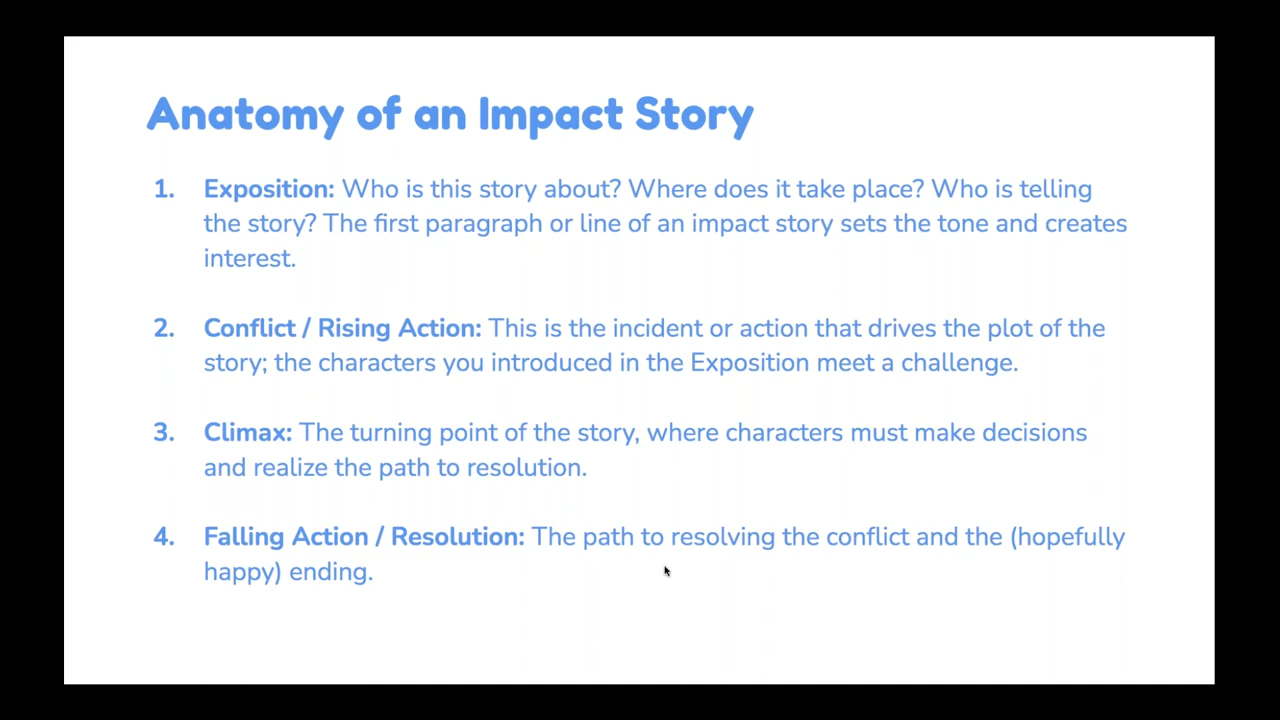 Anatomy of an Impact Story
1. Exposition: Who is this story about? Where does it take place? Who is telling
the story? The first paragraph or line of an impact story sets the tone and creates
interest.
2. Conflict / Rising Action: This is the incident or action that drives the plot of the
story; the characters you introduced in the Exposition meet a challenge.
3. Climax: The turning point of the story, where characters must make decisions
and realize the path to resolution.
4. Falling Action / Resolution: The path to resolving the conflict and the (hopefully
happy) ending.